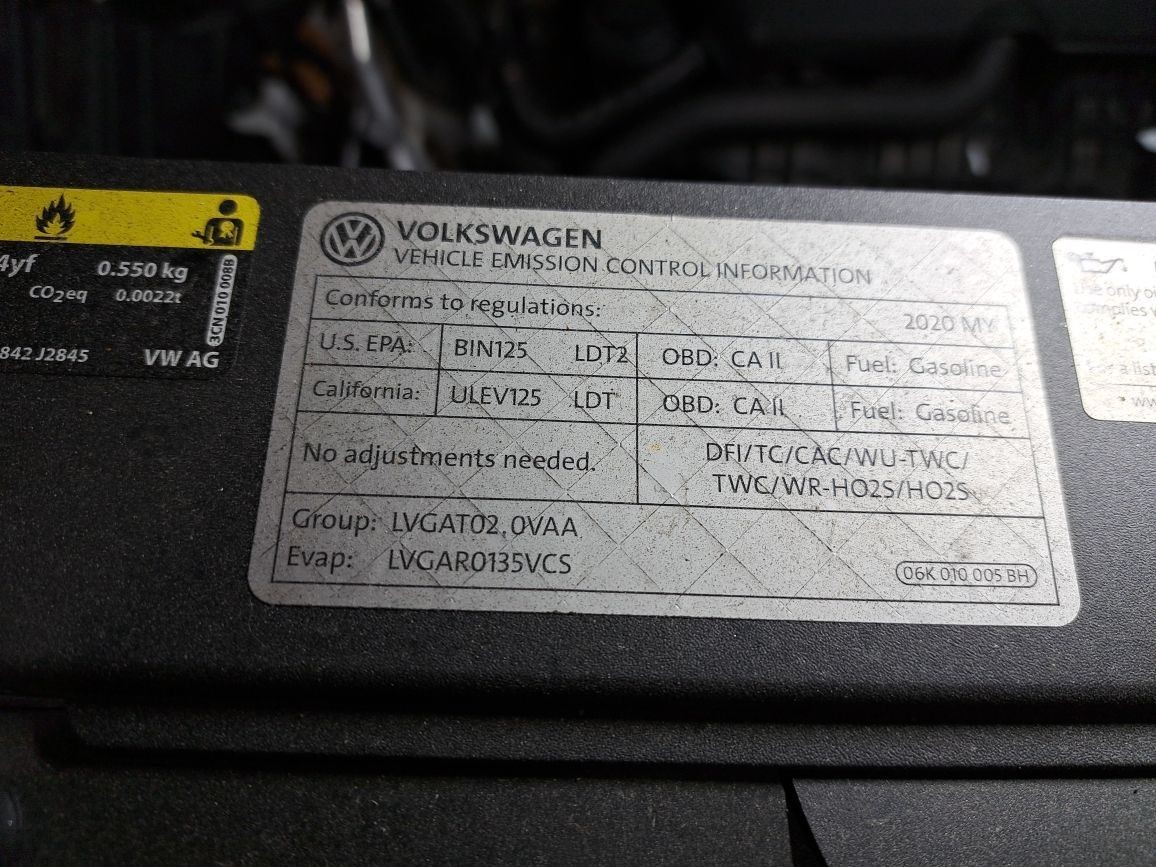 4yf 0.550 kg
CO2eq 0.0022t
3CN 010 008B
842 J2845 VW AG
VOLKSWAGEN
VEHICLE EMISSION CONTROL INFORMATION
Conforms to regulations: 2020 MY
U.S. EPA: BIN125 LDT2 OBD: CA II Fuel: Gasoline
California: ULEV125 LDT OBD: CA II Fuel: Gasoline
No adjustments needed.
DFI/TC/CAC/WU-TWC/
TWC/WR-HO2S/HO2S
Group: LVGAT02.0VAA
Evap: LVGAR0135VCS
06K 010 005 BH
only
a list